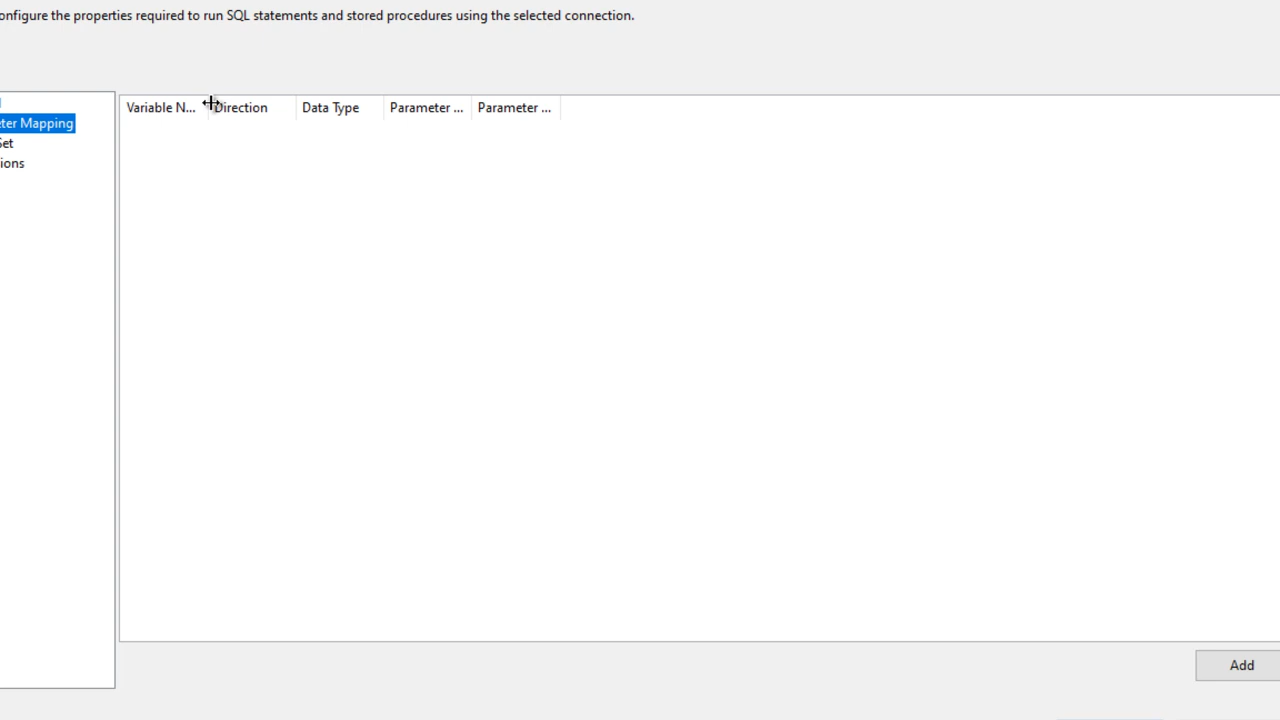 onfigure the properties required to run SQL statements and stored procedures using the selected connection.
eter Mapping
Set
ions
Variable N... Direction Data Type Parameter ... Parameter ...
Add